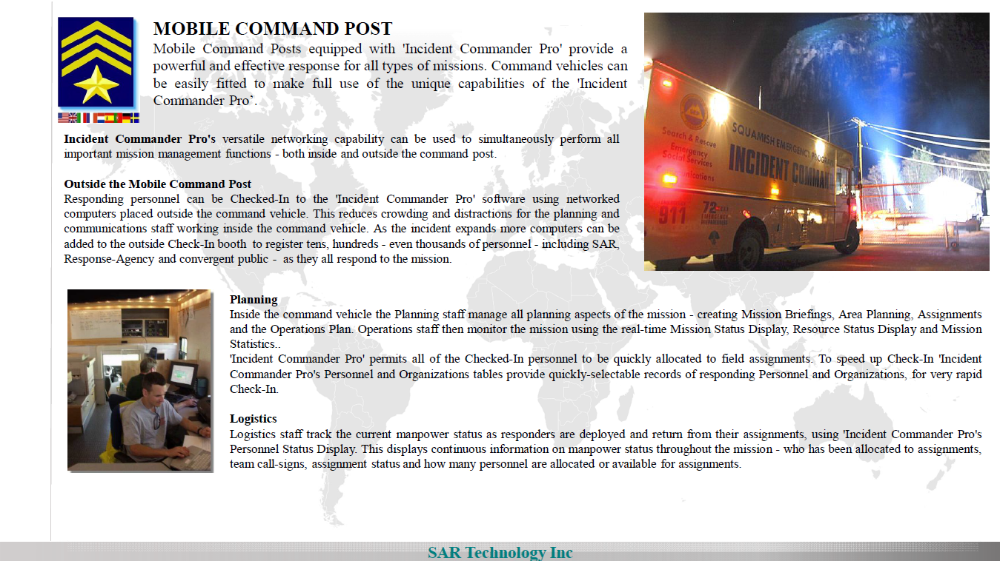 MOBILE COMMAND POST
Mobile Command Posts equipped with 'Incident Commander Pro' provide a
powerful and effective response for all types of missions. Command vehicles can
be easily fitted to make full use of the unique capabilities of the 'Incident
Commander Pro’.
Incident Commander Pro's versatile networking capability can be used to simultaneously perform all
important mission management functions - both inside and outside the command post.
Outside the Mobile Command Post
Responding personnel can be Checked-In to the 'Incident Commander Pro' software using networked
computers placed outside the command vehicle. This reduces crowding and distractions for the planning and
communications staff working inside the command vehicle. As the incident expands more computers can be
added to the outside Check-In booth to register tens, hundreds - even thousands of personnel - including SAR,
Response-Agency and convergent public - as they all respond to the mission.
Search & Rescue
Emergency
Social Services
SQUAMISH EMERGENCY PROGRAM
INCIDENT COMMAND
911
72
Planning
Inside the command vehicle the Planning staff manage all planning aspects of the mission - creating Mission Briefings, Area Planning, Assignments
and the Operations Plan. Operations staff then monitor the mission using the real-time Mission Status Display, Resource Status Display and Mission
Statistics..
'Incident Commander Pro' permits all of the Checked-In personnel to be quickly allocated to field assignments. To speed up Check-In 'Incident
Commander Pro's Personnel and Organizations tables provide quickly-selectable records of responding Personnel and Organizations, for very rapid
Check-In.
Logistics
Logistics staff track the current manpower status as responders are deployed and return from their assignments, using 'Incident Commander Pro's
Personnel Status Display. This displays continuous information on manpower status throughout the mission - who has been allocated to assignments,
team call-signs, assignment status and how many personnel are allocated or available for assignments.
SAR Technology Inc